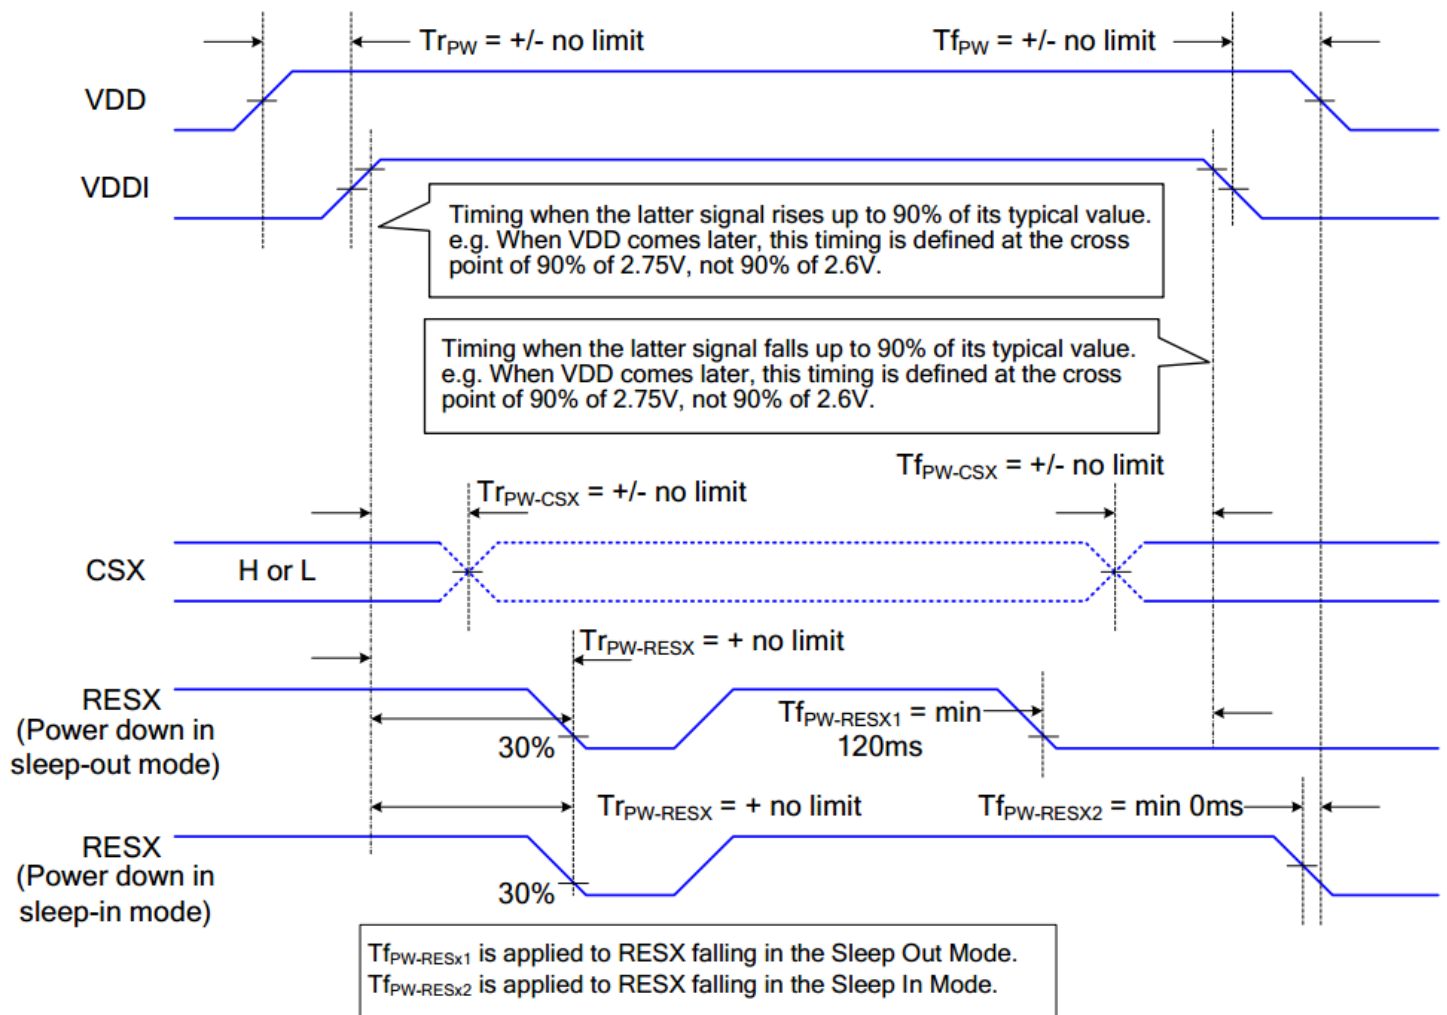 TrPW = +/- no limit
TfPW = +/- no limit
VDD
VDDI
Timing when the latter signal rises up to 90% of its typical value.
e.g. When VDD comes later, this timing is defined at the cross
point of 90% of 2.75V, not 90% of 2.6V.
Timing when the latter signal falls up to 90% of its typical value.
e.g. When VDD comes later, this timing is defined at the cross
point of 90% of 2.75V, not 90% of 2.6V.
TfPW-CSX = +/- no limit
TrPW-CSX = +/- no limit
CSX
H or L
TrPW-RESX = + no limit
RESX
(Power down in
sleep-out mode)
30%
TfPW-RESX1 = min
120ms
TrPW-RESX = + no limit
TfPW-RESX2 = min 0ms
RESX
(Power down in
sleep-in mode)
30%
TfPW-RESx1 is applied to RESX falling in the Sleep Out Mode.
TfPW-RESx2 is applied to RESX falling in the Sleep In Mode.